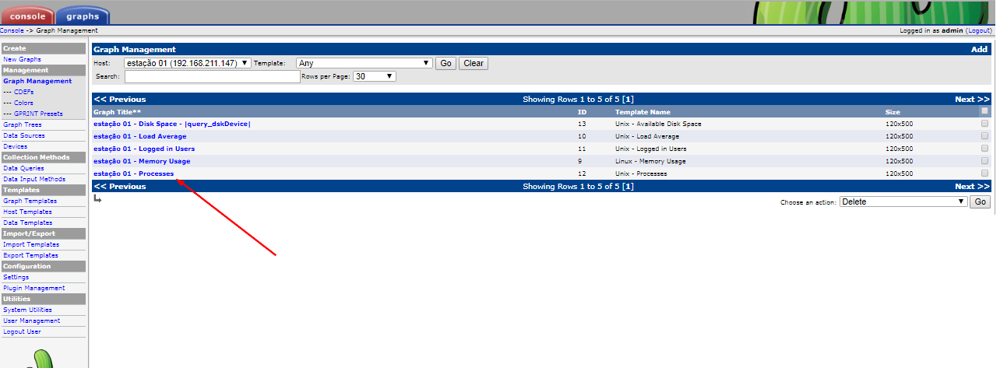 console graphs
Console -> Graph Management Logged in as admin (Logout)
Create
New Graphs
Management
Graph Management
--- CDEFs
--- Colors
--- GPRINT Presets
Graph Trees
Data Sources
Devices
Collection Methods
Data Queries
Data Input Methods
Templates
Graph Templates
Host Templates
Data Templates
Import/Export
Import Templates
Export Templates
Configuration
Settings
Plugin Management
Utilities
System Utilities
User Management
Logout User
Graph Management Add
Host: estação 01 (192.168.211.147) Template: Any Go Clear
Search: Rows per Page: 30
<< Previous Showing Rows 1 to 5 of 5 [1] Next >>
Graph Title** ID Template Name Size
estação 01 - Disk Space - |query_dskDevice| 13 Unix - Available Disk Space 120x500
estação 01 - Load Average 10 Unix - Load Average 120x500
estação 01 - Logged in Users 11 Unix - Logged in Users 120x500
estação 01 - Memory Usage 9 Linux - Memory Usage 120x500
estação 01 - Processes 12 Unix - Processes 120x500
<< Previous Showing Rows 1 to 5 of 5 [1] Next >>
Choose an action: Delete Go